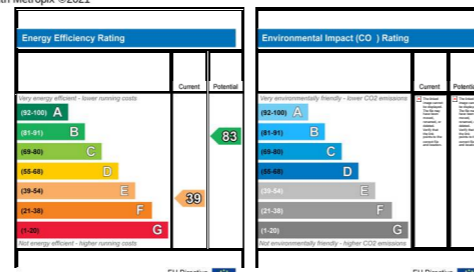 Metropix ©2021
Energy Efficiency Rating
Current Potential
Very energy efficient - lower running costs
(92-100) A
(81-91) B
83
(69-80) C
(55-68) D
(39-54) E
39
(21-38) F
(1-20) G
Not energy efficient - higher running costs
EU Directive
Environmental Impact (CO ) Rating
Current Potential
Very environmentally friendly - lower CO2 emissions
(92-100) A
(81-91) B
(69-80) C
(55-68) D
(39-54) E
(21-38) F
(1-20) G
Not environmentally friendly - higher CO2 emissions
EU Directive